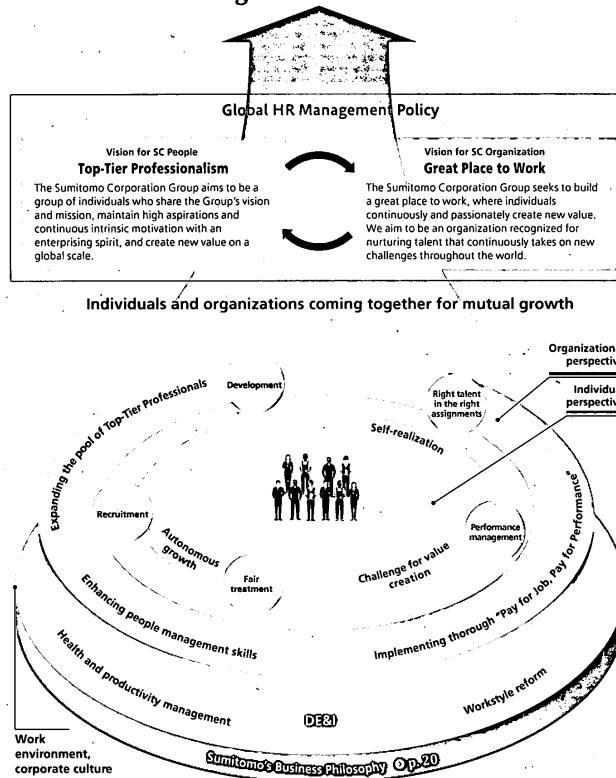 Global HR Management Policy
Vision for SC People
Top-Tier Professionalism
The Sumitomo Corporation Group aims to be a
group of individuals who share the Group's vision
and mission, maintain high aspirations and
continuous intrinsic motivation with an
enterprising spirit, and create new value on a
global scale.
Vision for SC Organization
Great Place to Work
The Sumitomo Corporation Group seeks to build
a great place to work, where individuals
continuously and passionately create new value.
We aim to be an organization recognized for
nurturing talent that continuously takes on new
challenges throughout the world.
Individuals and organizations coming together for mutual growth
Organization
perspectiv
Individu
perspectiv
Expanding the pool of Top-Tier Professionals
Development
Right talent
in the right
assignments
Self-realization
Recruitment
Autonomous
growth
Fair
treatment
Challenge for value
creation
Performance
management
Enhancing people management skills
Implementing thorough "Pay for Job, Pay for Performance"
Health and productivity management
DE&I
Workstyle reform
Work
environment,
corporate culture
Sumitomo's Business Philosophy p.20